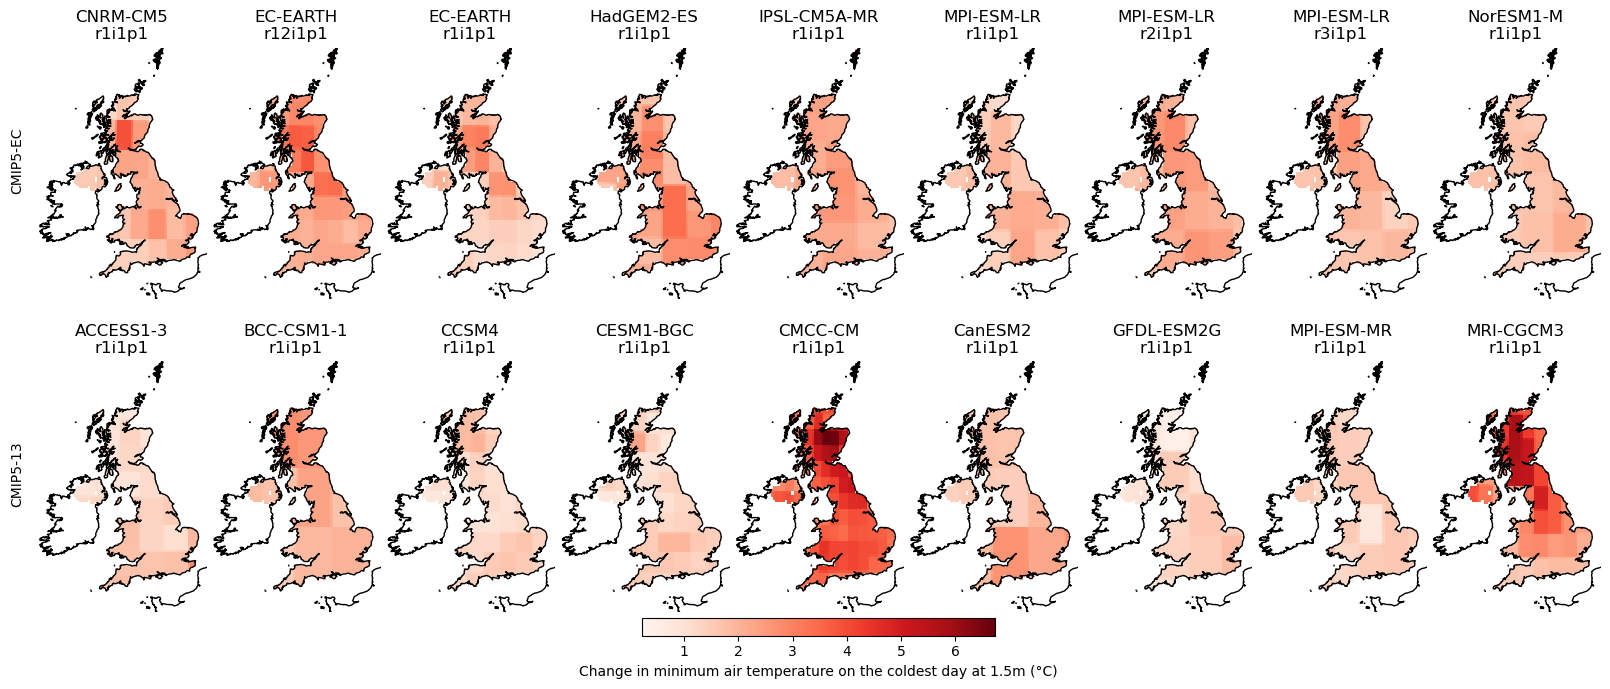 CNRM-CM5
r1i1p1
EC-EARTH
r12i1p1
EC-EARTH
r1i1p1
HadGEM2-ES
r1i1p1
IPSL-CM5A-MR
r1i1p1
MPI-ESM-LR
r1i1p1
MPI-ESM-LR
r2i1p1
MPI-ESM-LR
r3i1p1
NorESM1-M
r1i1p1
CMIP5-EC
ACCESS1-3
r1i1p1
BCC-CSM1-1
r1i1p1
CCSM4
r1i1p1
CESM1-BGC
r1i1p1
CMCC-CM
r1i1p1
CanESM2
r1i1p1
GFDL-ESM2G
r1i1p1
MPI-ESM-MR
r1i1p1
MRI-CGCM3
r1i1p1
CMIP5-13
1 2 3 4 5 6
Change in minimum air temperature on the coldest day at 1.5m (°C)